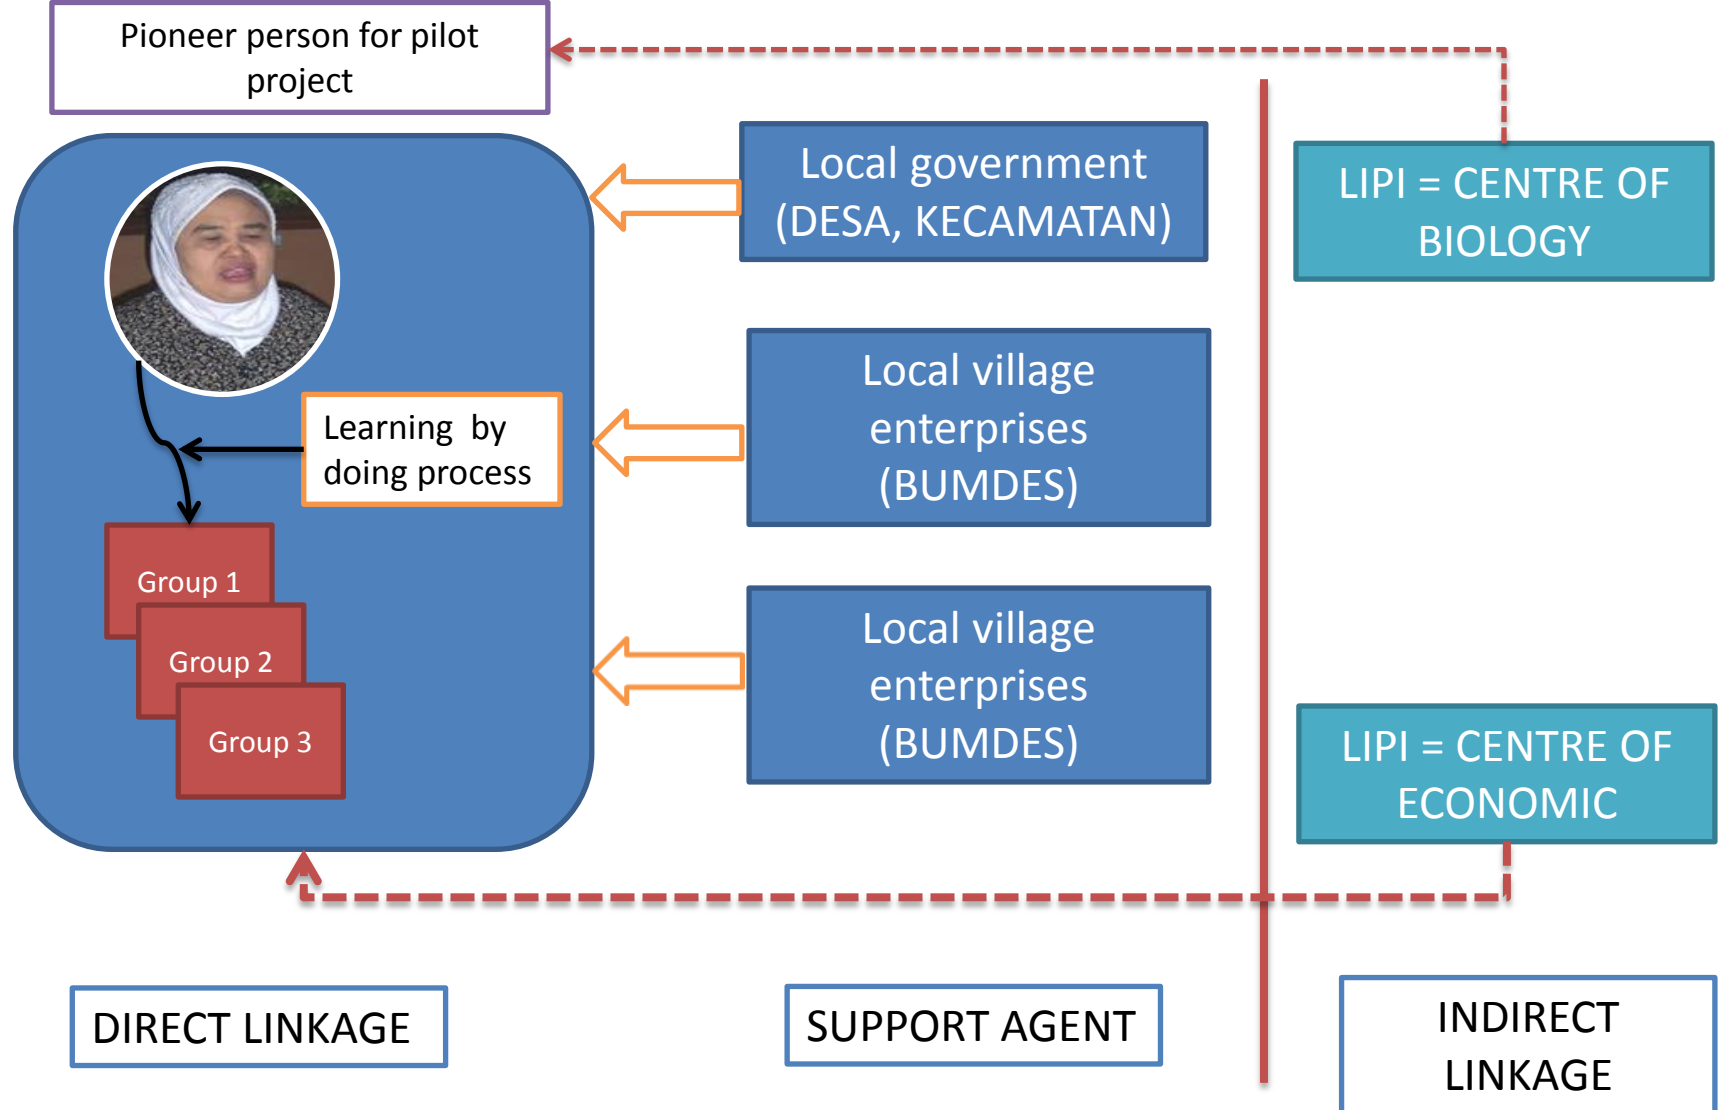 Pioneer person for pilot
project
Local government
(DESA, KECAMATAN)
LIPI = CENTRE OF
BIOLOGY
Learning by
doing process
Local village
enterprises
(BUMDES)
Group 1
Group 2
Group 3
Local village
enterprises
(BUMDES)
LIPI = CENTRE OF
ECONOMIC
DIRECT LINKAGE
SUPPORT AGENT
INDIRECT
LINKAGE